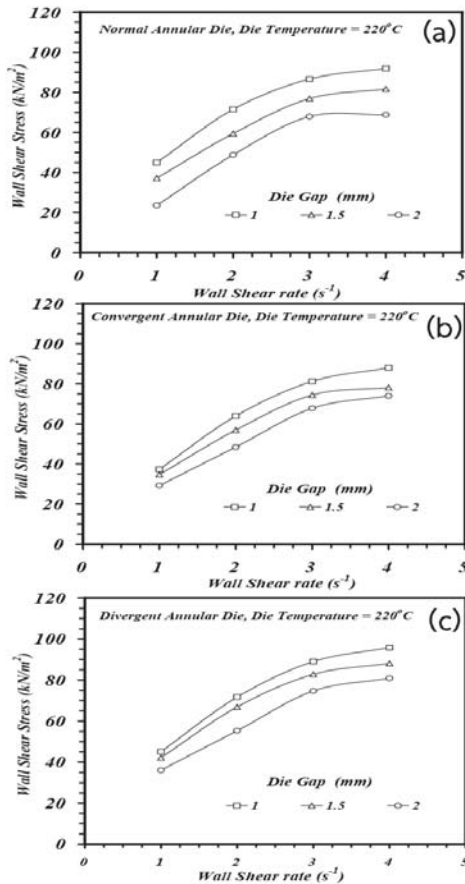 120
Normal Annular Die, Die Temperature = 220°C
(a)
100
80
60
40
20
0
Wall Shear Stress (kN/m²)
Die Gap (mm)
1 1.5 2
0 1 2 3 4 5
Wall Shear rate (s⁻¹)
120
Convergent Annular Die, Die Temperature = 220°C
(b)
100
80
60
40
20
0
Wall Shear Stress (kN/m²)
Die Gap (mm)
1 1.5 2
0 1 2 3 4 5
Wall Shear rate (s⁻¹)
120
Divergent Annular Die, Die Temperature = 220°C
(c)
100
80
60
40
20
0
Wall Shear Stress (kN/m²)
Die Gap (mm)
1 1.5 2
0 1 2 3 4 5
Wall Shear rate (s⁻¹)